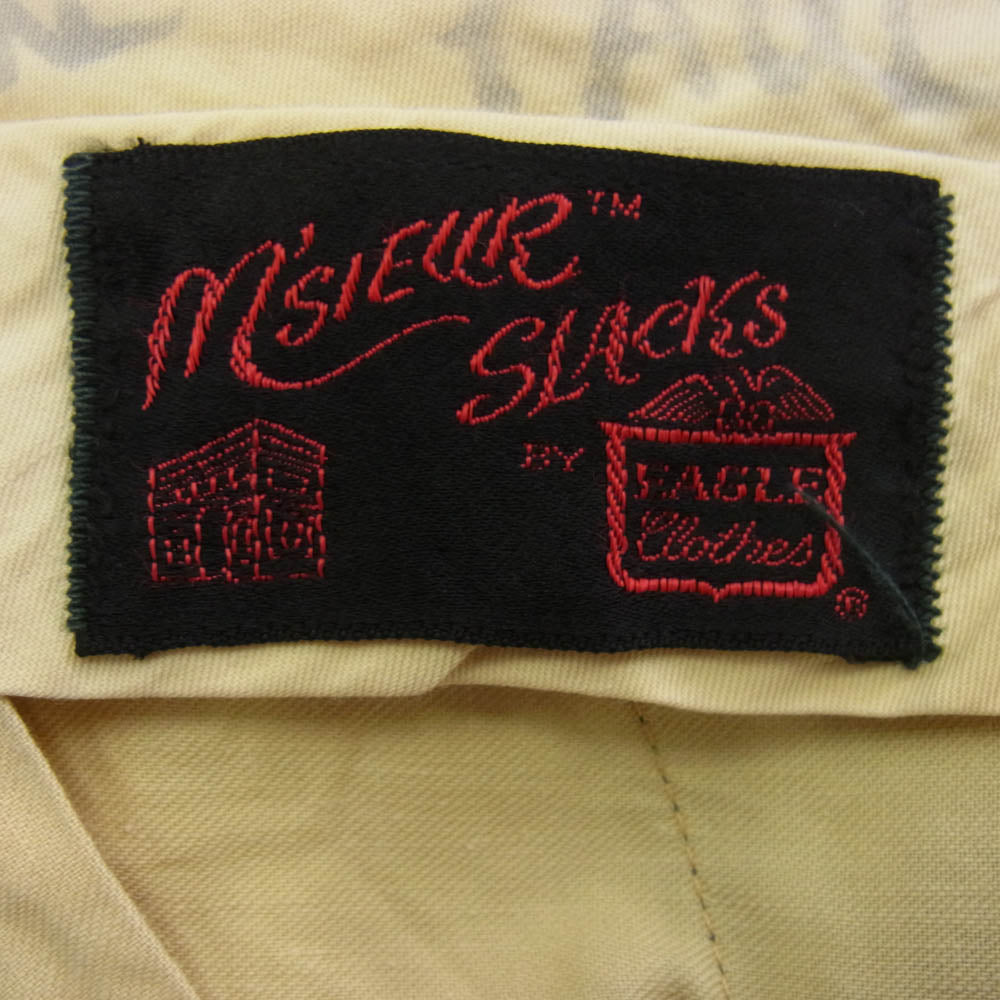 M'SIEUR™
SLACKS
BY
EAGLE
Clothes
®